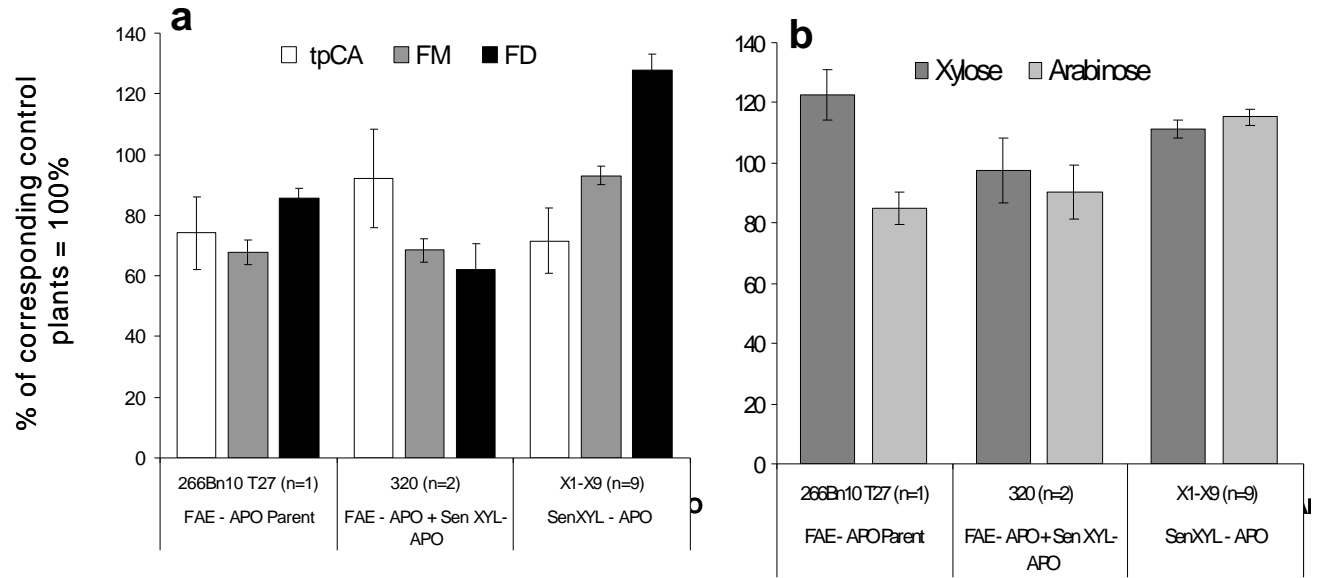 a
tpCA FM FD
% of corresponding control
plants = 100%
140
120
100
80
60
40
20
0
266Bn10 T27 (n=1) 320 (n=2) X1-X9 (n=9)
FAE - APO Parent FAE - APO + Sen XYL-APO SenXYL - APO
O
b
Xylose Arabinose
140
120
100
80
60
40
20
0
266Bn10 T27 (n=1) 320 (n=2) X1-X9 (n=9)
FAE - APO Parent FAE - APO + Sen XYL-APO SenXYL - APO